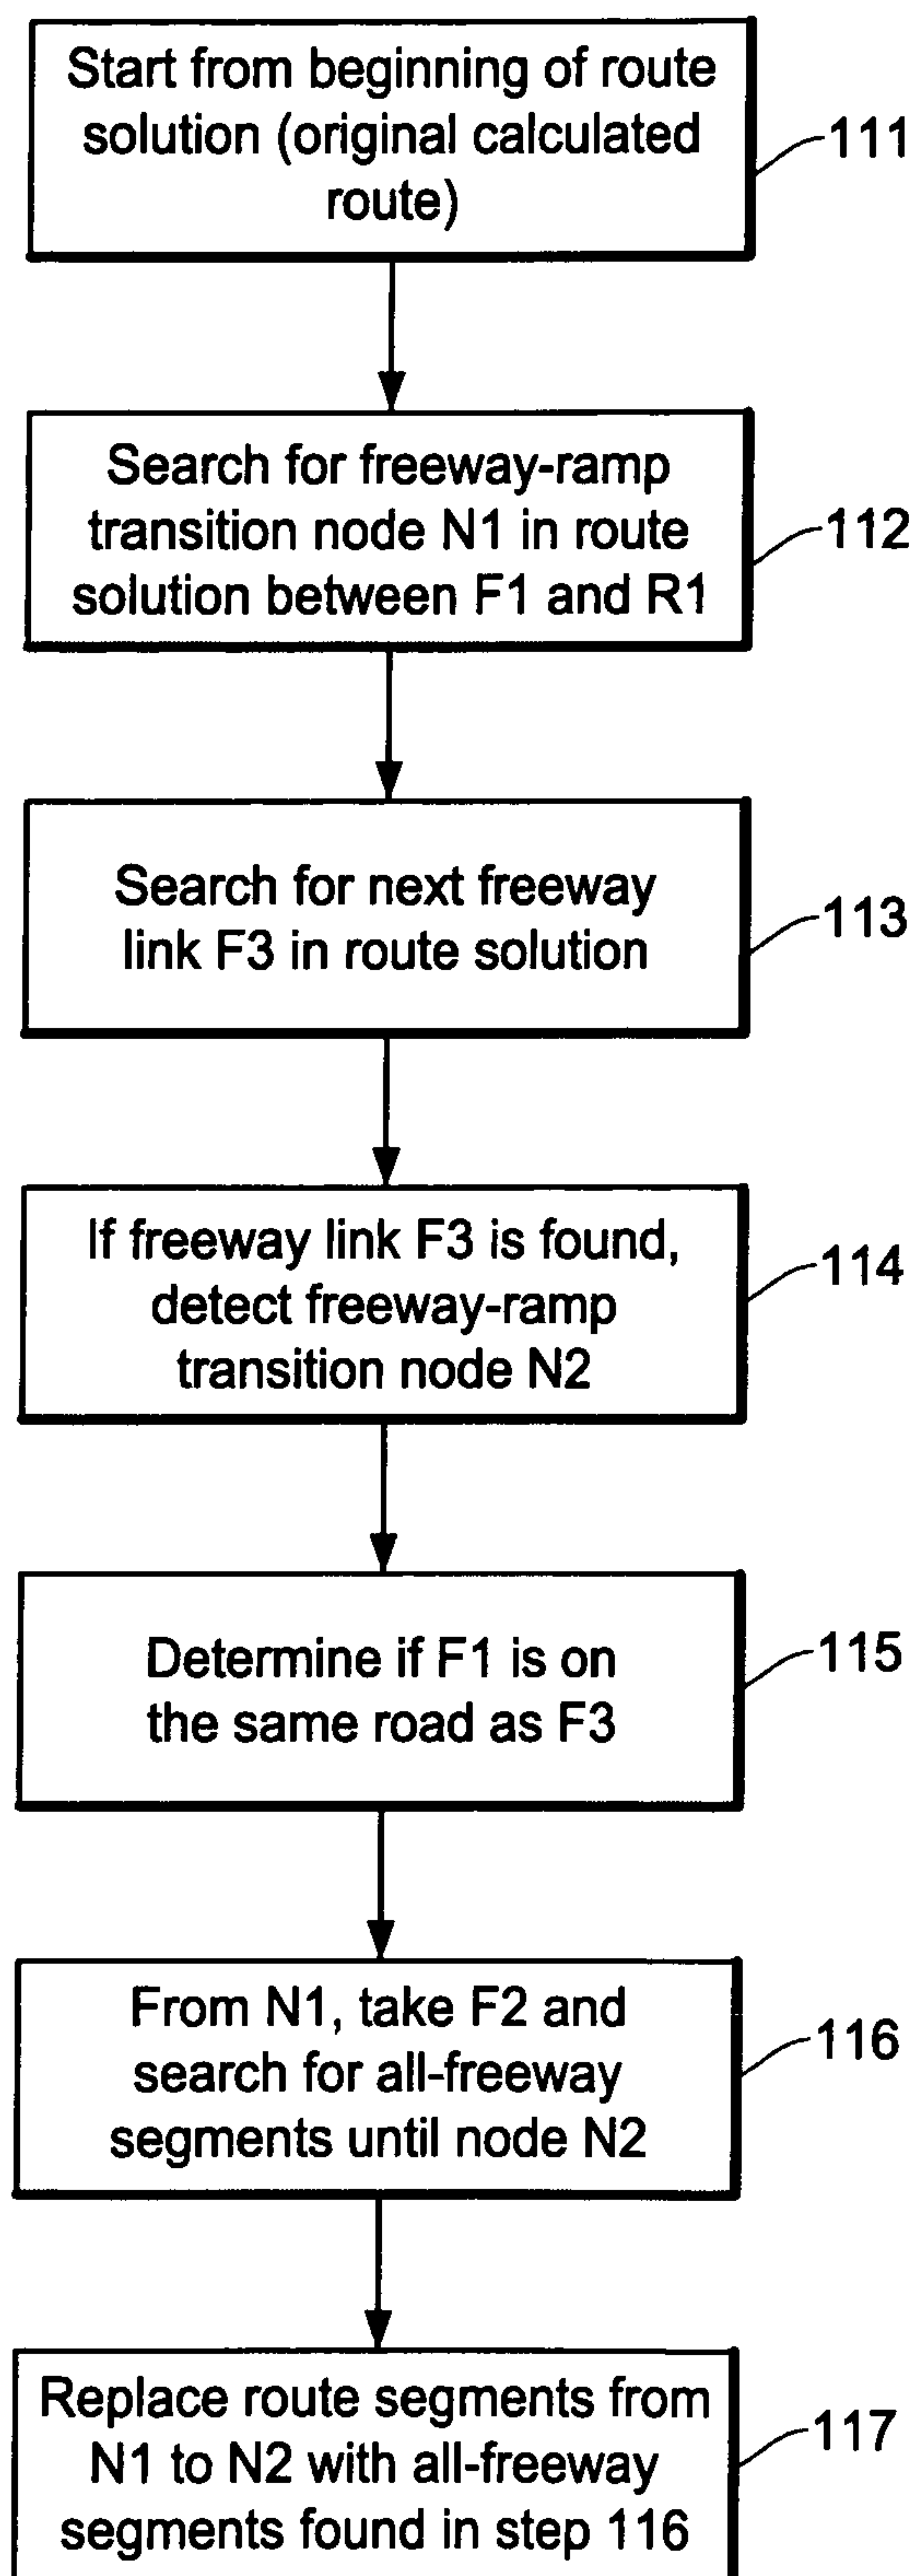 Start from beginning of route
solution (original calculated
route)
111
Search for freeway-ramp
transition node N1 in route
solution between F1 and R1
112
Search for next freeway
link F3 in route solution
113
If freeway link F3 is found,
detect freeway-ramp
transition node N2
114
Determine if F1 is on
the same road as F3
115
From N1, take F2 and
search for all-freeway
segments until node N2
116
Replace route segments from
N1 to N2 with all-freeway
segments found in step 116
117